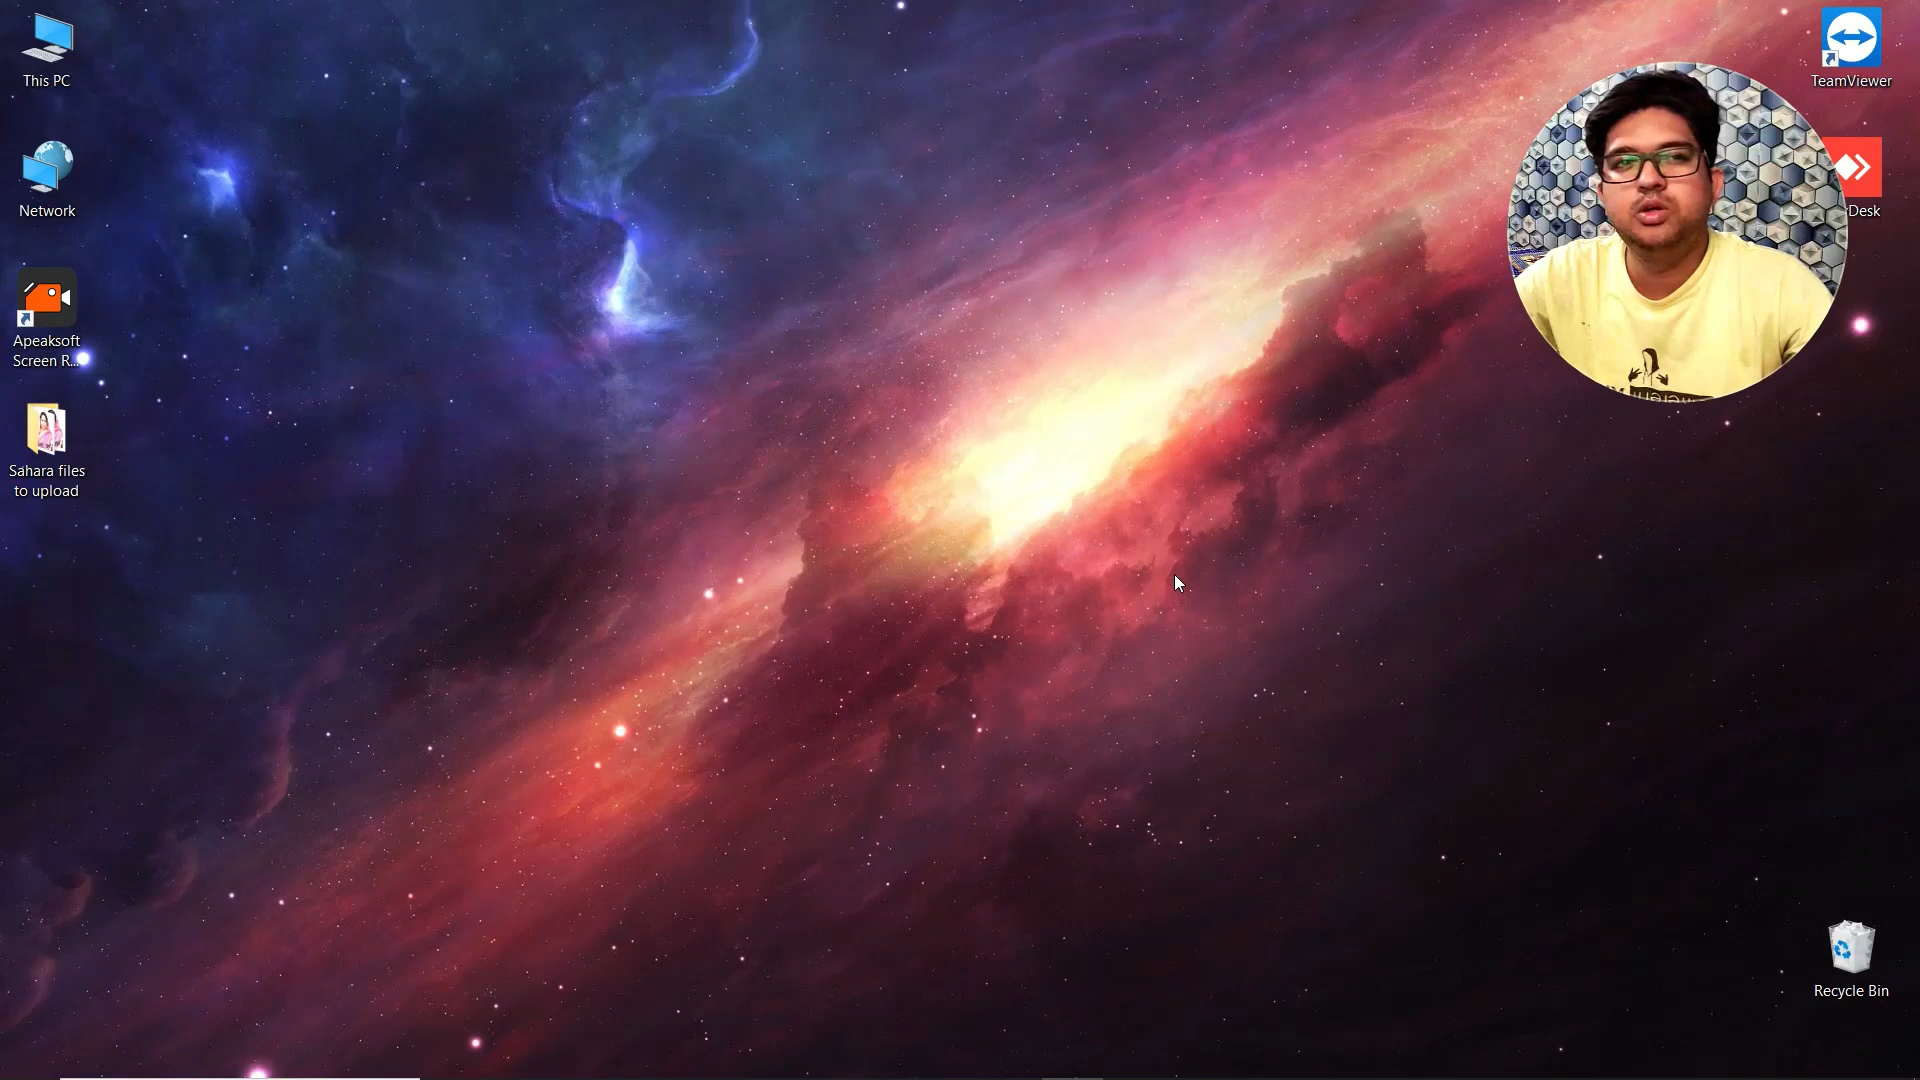 This PC
TeamViewer
Network
Desk
Apeaksoft
Screen R...
Sahara files
to upload
Recycle Bin